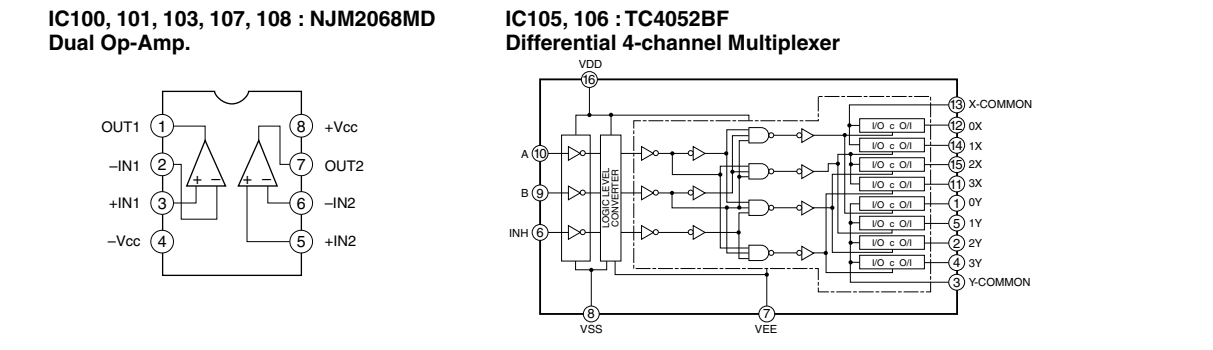 IC100, 101, 103, 107, 108 : NJM2068MD
Dual Op-Amp.
OUT1 1
–IN1 2
+IN1 3
–Vcc 4
8 +Vcc
7 OUT2
6 –IN2
5 +IN2
+ –
+ –
IC105, 106 : TC4052BF
Differential 4-channel Multiplexer
VDD
16
A 10
B 9
INH 6
LOGIC LEVEL
CONVERTER
13 X-COMMON
I/O c O/I 12 0X
I/O c O/I 14 1X
I/O c O/I 15 2X
I/O c O/I 11 3X
I/O c O/I 1 0Y
I/O c O/I 5 1Y
I/O c O/I 2 2Y
I/O c O/I 4 3Y
3 Y-COMMON
8
VSS
7
VEE